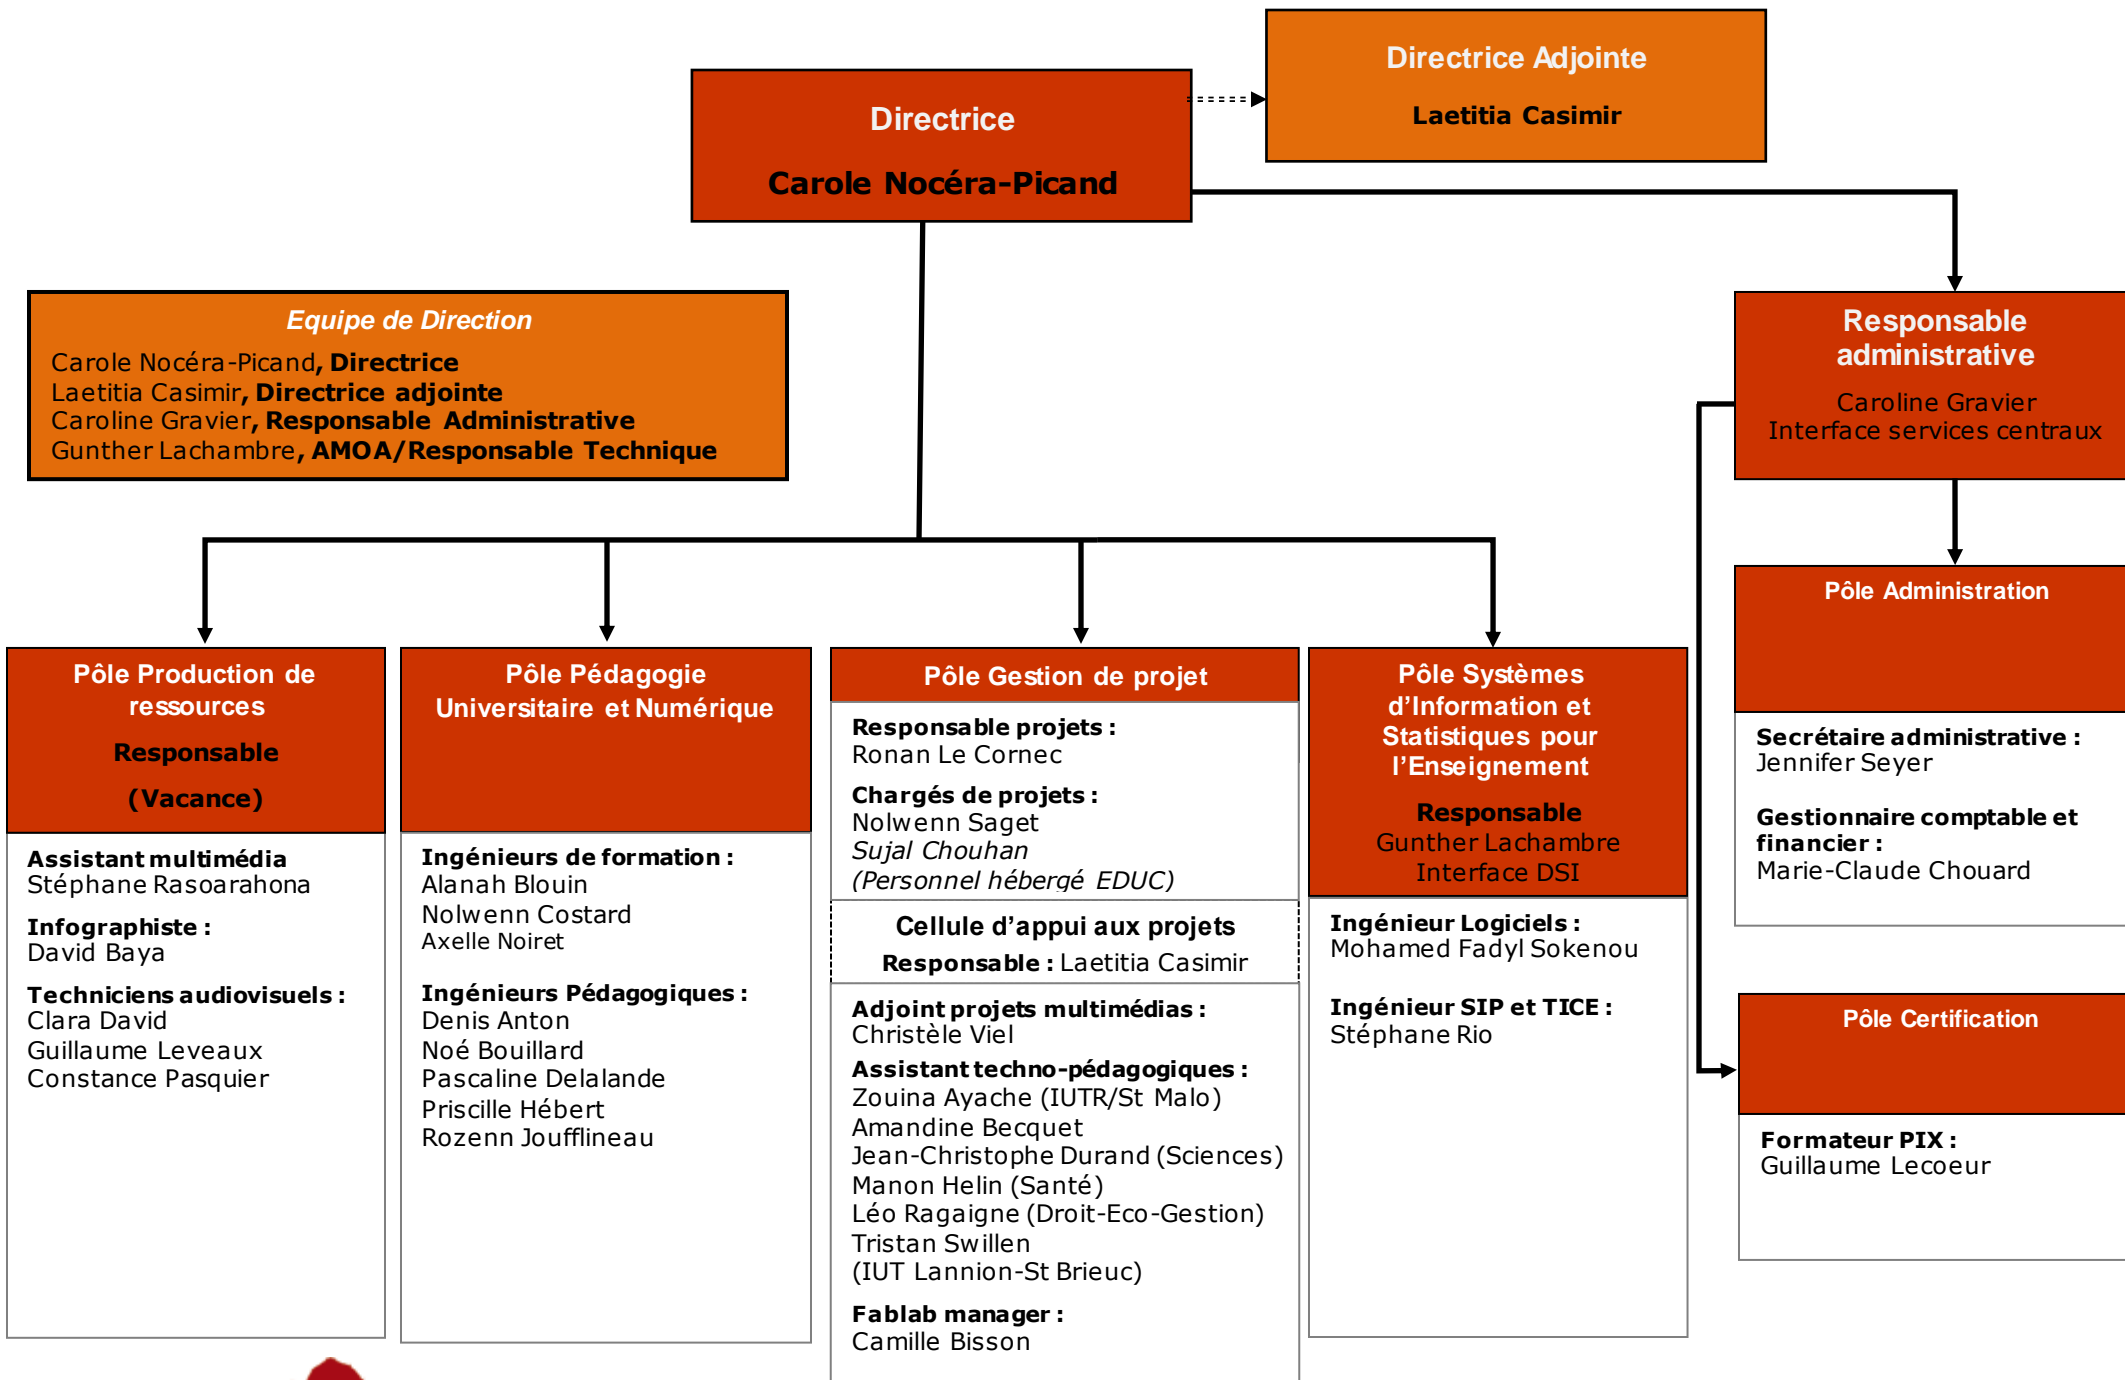 Directrice Adjointe
Laetitia Casimir
Directrice
Carole Nocéra-Picand
Equipe de Direction
Carole Nocéra-Picand, Directrice
Laetitia Casimir, Directrice adjointe
Caroline Gravier, Responsable Administrative
Gunther Lachambre, AMOA/Responsable Technique
Responsable
administrative
Caroline Gravier
Interface services centraux
Pôle Production de
ressources
Responsable
(Vacance)
Assistant multimédia
Stéphane Rasoarahona
Infographiste :
David Baya
Techniciens audiovisuels :
Clara David
Guillaume Leveaux
Constance Pasquier
Pôle Pédagogie
Universitaire et Numérique
Ingénieurs de formation :
Alanah Blouin
Nolwenn Costard
Axelle Noiret
Ingénieurs Pédagogiques :
Denis Anton
Noé Bouillard
Pascaline Delalande
Priscille Hébert
Rozenn Joufflineau
Pôle Gestion de projet
Responsable projets :
Ronan Le Cornec
Chargés de projets :
Nolwenn Saget
Sujal Chouhan
(Personnel hébergé EDUC)
Cellule d’appui aux projets
Responsable : Laetitia Casimir
Adjoint projets multimédias :
Christèle Viel
Assistant techno-pédagogiques :
Zouina Ayache (IUTR/St Malo)
Amandine Becquet
Jean-Christophe Durand (Sciences)
Manon Helin (Santé)
Léo Ragaigne (Droit-Eco-Gestion)
Tristan Swillen
(IUT Lannion-St Brieuc)
Fablab manager :
Camille Bisson
Pôle Systèmes
d’Information et
Statistiques pour
l’Enseignement
Responsable
Gunther Lachambre
Interface DSI
Ingénieur Logiciels :
Mohamed Fadyl Sokenou
Ingénieur SIP et TICE :
Stéphane Rio
Pôle Administration
Secrétaire administrative :
Jennifer Seyer
Gestionnaire comptable et
financier :
Marie-Claude Chouard
Pôle Certification
Formateur PIX :
Guillaume Lecoeur